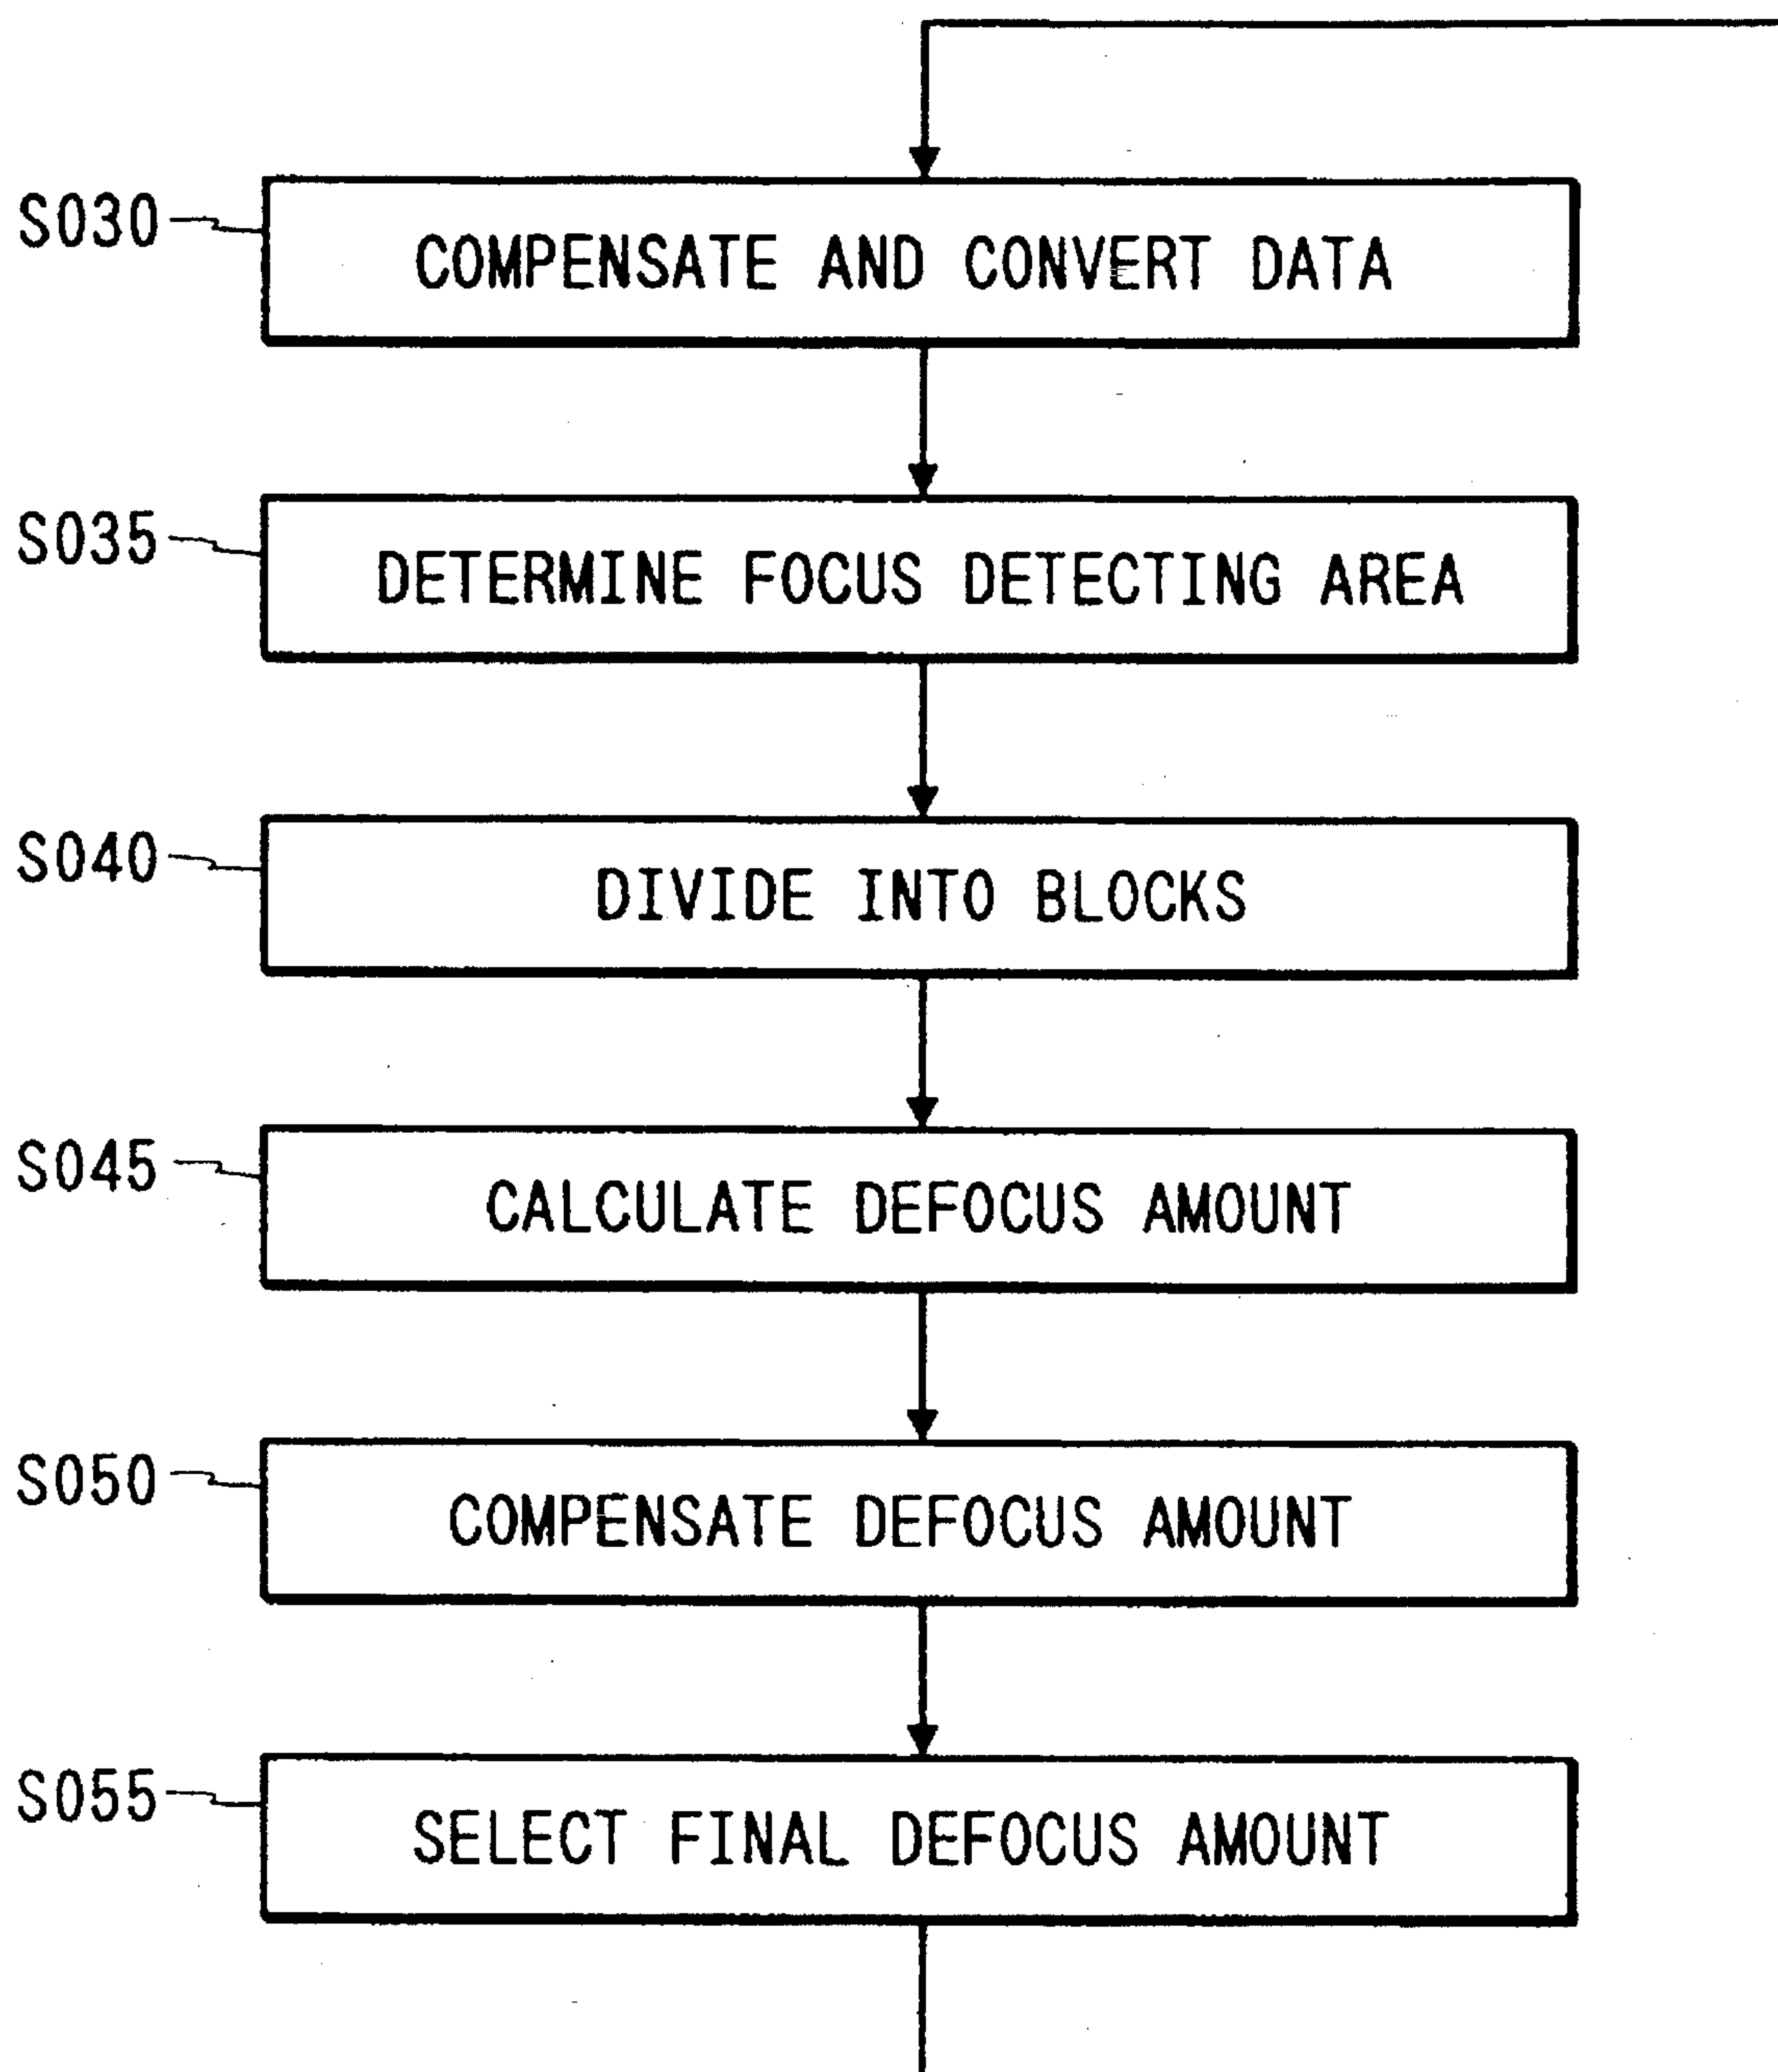 S030 COMPENSATE AND CONVERT DATA
S035 DETERMINE FOCUS DETECTING AREA
S040 DIVIDE INTO BLOCKS
S045 CALCULATE DEFOCUS AMOUNT
S050 COMPENSATE DEFOCUS AMOUNT
S055 SELECT FINAL DEFOCUS AMOUNT